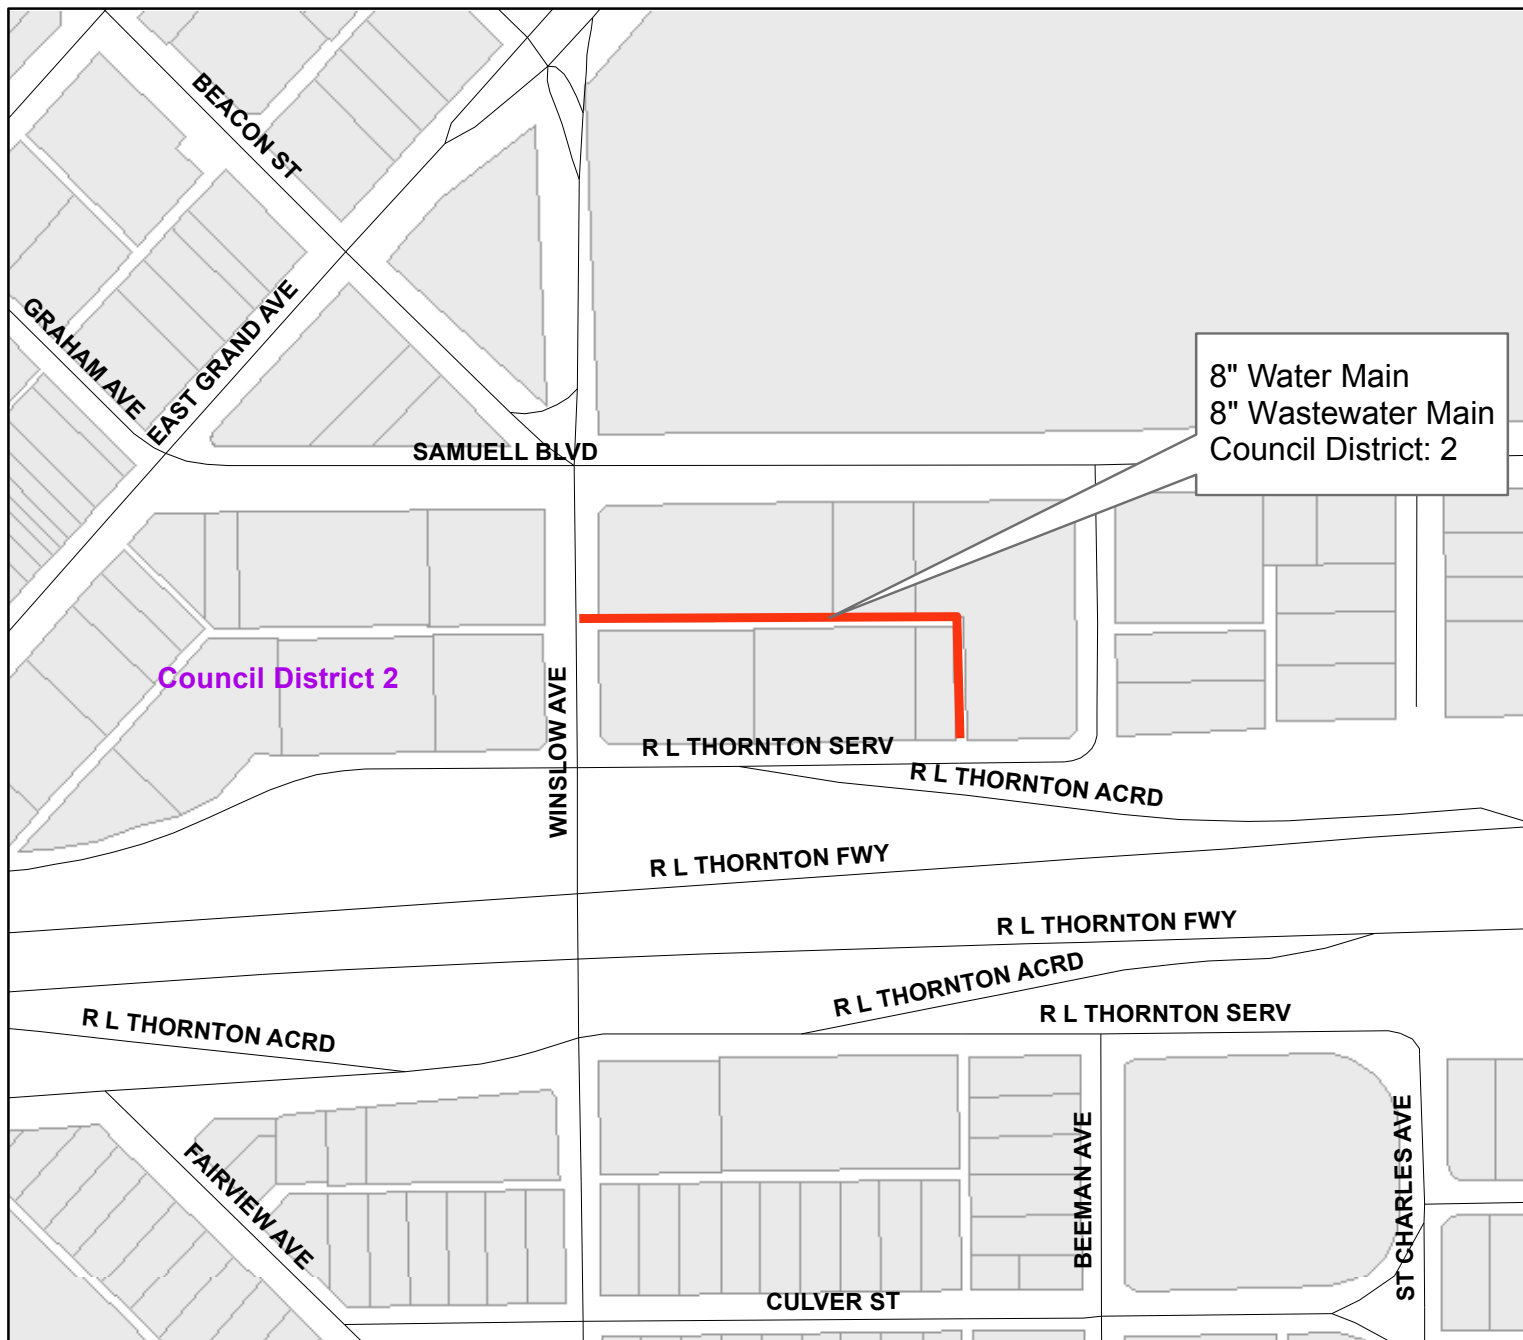 BEACON ST
GRAHAM AVE
EAST GRAND AVE
8" Water Main
8" Wastewater Main
Council District: 2
SAMUELL BLVD
Council District 2
WINSLOW AVE
R L THORNTON SERV
R L THORNTON ACRD
R L THORNTON FWY
R L THORNTON FWY
R L THORNTON ACRD
R L THORNTON ACRD
R L THORNTON SERV
FAIRVIEW AVE
BEEMAN AVE
ST CHARLES AVE
CULVER ST